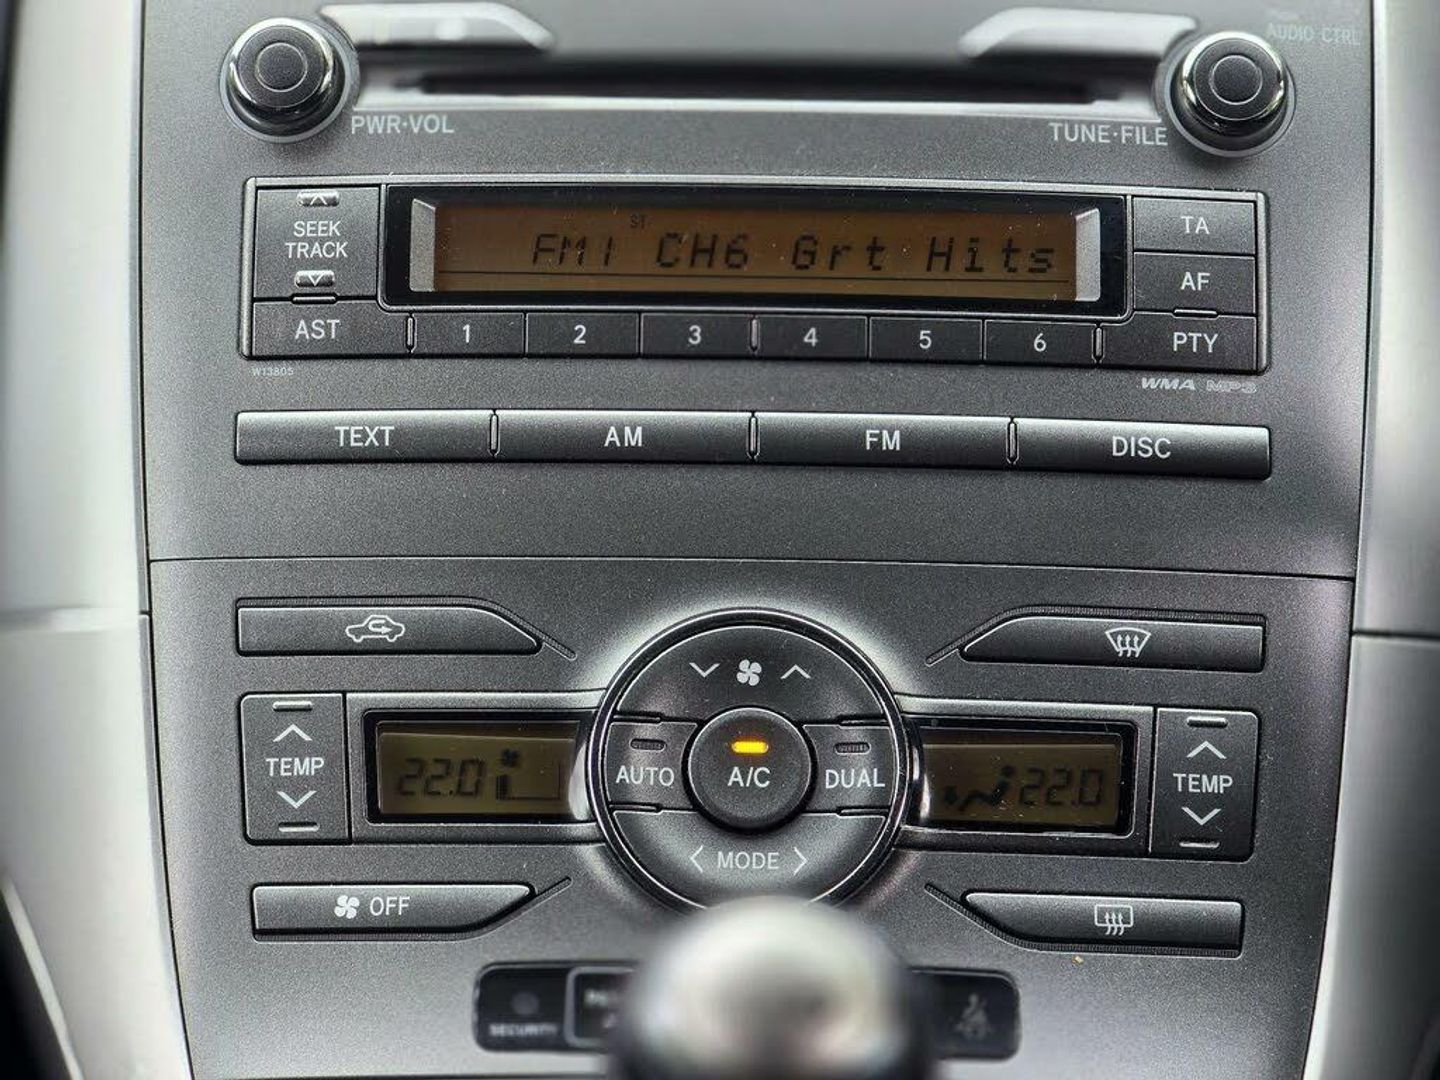 AUDIO CTRL
PWR·VOL
TUNE·FILE
SEEK
TRACK
ST
FM1 CH6 Grt Hits
TA
AF
AST
1
2
3
4
5
6
PTY
W13805
WMA MP3
TEXT
AM
FM
DISC
TEMP
22.0
AUTO
A/C
DUAL
22.0
TEMP
MODE
OFF
SECURITY